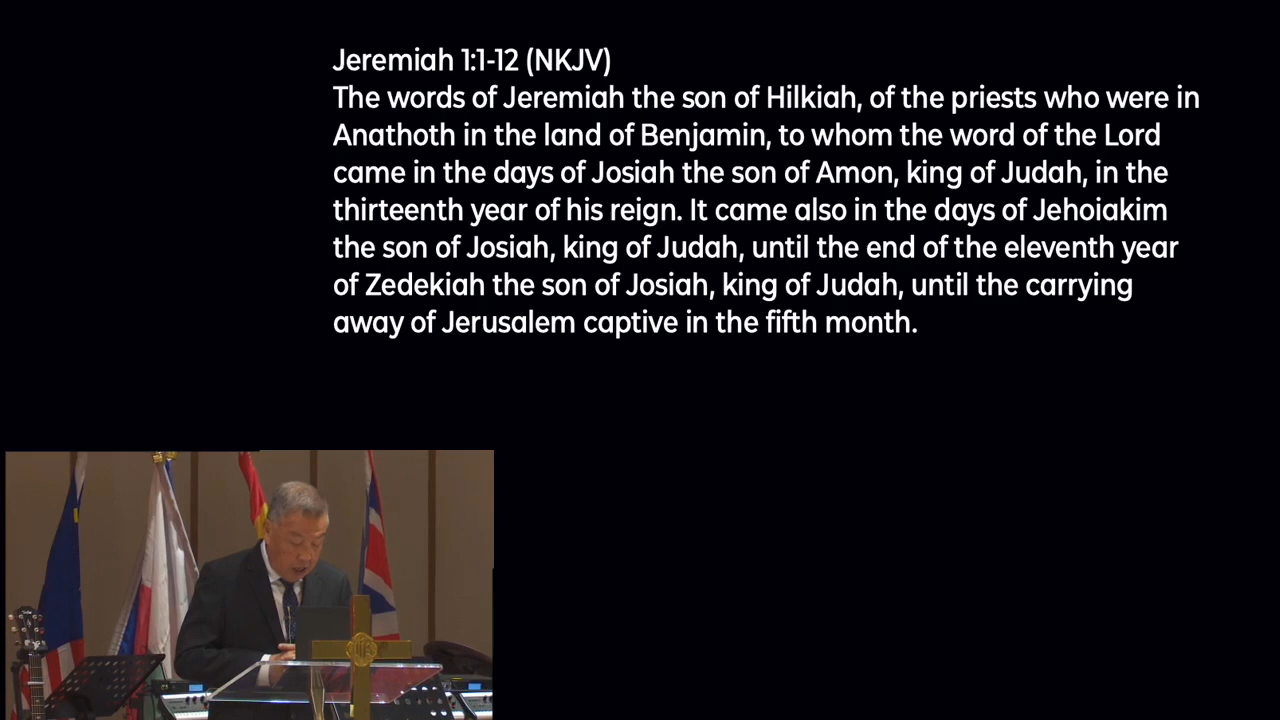 Jeremiah 1:1-12 (NKJV)
The words of Jeremiah the son of Hilkiah, of the priests who were in
Anathoth in the land of Benjamin, to whom the word of the Lord
came in the days of Josiah the son of Amon, king of Judah, in the
thirteenth year of his reign. It came also in the days of Jehoiakim
the son of Josiah, king of Judah, until the end of the eleventh year
of Zedekiah the son of Josiah, king of Judah, until the carrying
away of Jerusalem captive in the fifth month.